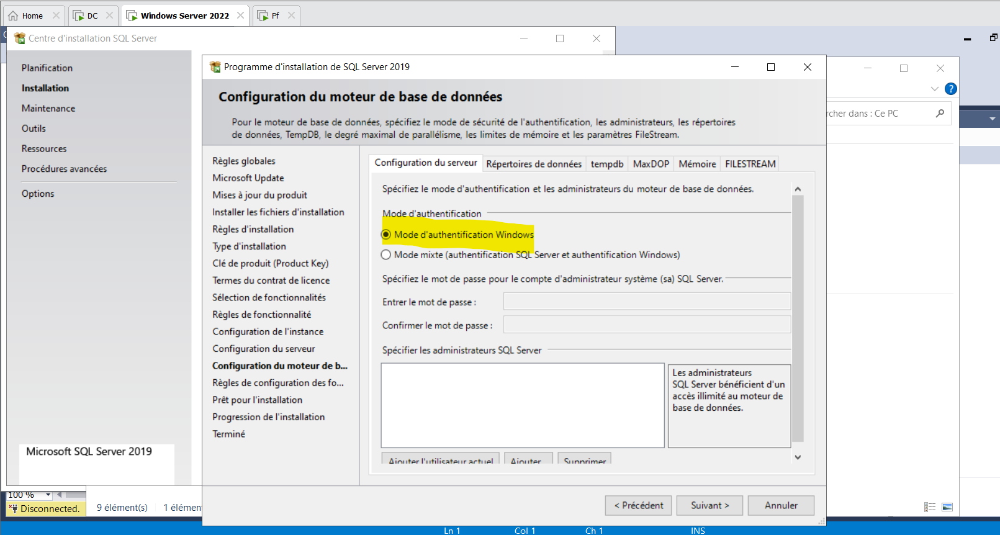 Home
DC
Windows Server 2022
Pf
Centre d'installation SQL Server
Planification
Installation
Maintenance
Outils
Ressources
Procédures avancées
Options
Microsoft SQL Server 2019
Programme d'installation de SQL Server 2019
Configuration du moteur de base de données
Pour le moteur de base de données, spécifiez le mode de sécurité de l'authentification, les administrateurs, les répertoires
de données, TempDB, le degré maximal de parallélisme, les limites de mémoire et les paramètres FileStream.
Règles globales
Microsoft Update
Mises à jour du produit
Installer les fichiers d'installation
Règles d'installation
Type d'installation
Clé de produit (Product Key)
Termes du contrat de licence
Sélection de fonctionnalités
Règles de fonctionnalité
Configuration de l'instance
Configuration du serveur
Configuration du moteur de b...
Règles de configuration des fo...
Prêt pour l'installation
Progression de l'installation
Terminé
Configuration du serveur
Répertoires de données
tempdb
MaxDOP
Mémoire
FILESTREAM
Spécifiez le mode d'authentification et les administrateurs du moteur de base de données.
Mode d'authentification
Mode d'authentification Windows
Mode mixte (authentification SQL Server et authentification Windows)
Spécifiez le mot de passe pour le compte d'administrateur système (sa) SQL Server.
Entrer le mot de passe :
Confirmer le mot de passe :
Spécifier les administrateurs SQL Server
Les administrateurs
SQL Server bénéficient d'un
accès illimité au moteur de
base de données.
Ajouter l'utilisateur actuel
Ajouter...
Supprimer
< Précédent
Suivant >
Annuler
?
rcher dans : Ce PC
100 %
Disconnected.
9 élément(s)
1 élémen
Ln 1
Col 1
Ch 1
INS